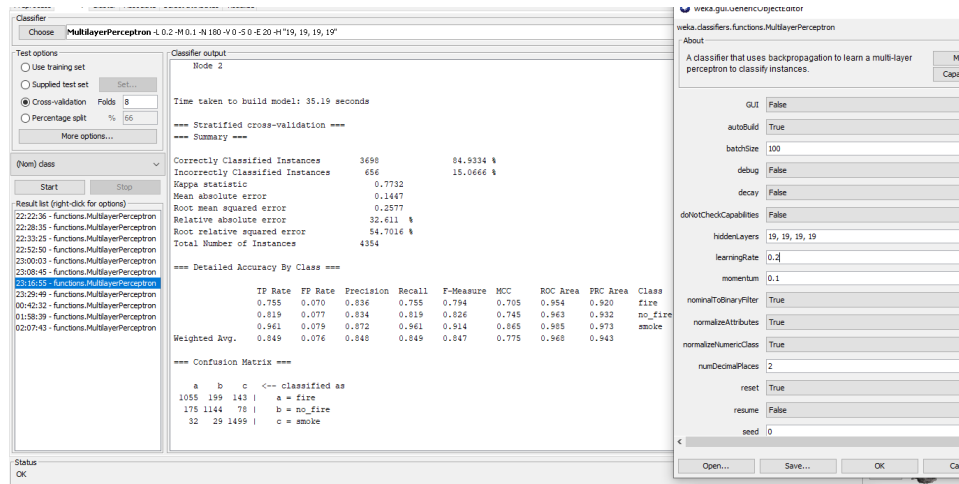 Classifier
Choose MultilayerPerceptron -L 0.2 -M 0.1 -N 180 -V 0 -S 0 -E 20 -H "19, 19, 19, 19"
Test options
Use training set
Supplied test set Set...
Cross-validation Folds 8
Percentage split % 66
More options...
(Nom) class
Start Stop
Result list (right-click for options)
22:22:36 - functions.MultilayerPerceptron
22:28:35 - functions.MultilayerPerceptron
22:33:25 - functions.MultilayerPerceptron
22:52:50 - functions.MultilayerPerceptron
23:00:03 - functions.MultilayerPerceptron
23:08:45 - functions.MultilayerPerceptron
23:16:55 - functions.MultilayerPerceptron
23:29:49 - functions.MultilayerPerceptron
00:42:32 - functions.MultilayerPerceptron
01:58:39 - functions.MultilayerPerceptron
02:07:43 - functions.MultilayerPerceptron
Classifier output
Node 2
Time taken to build model: 35.19 seconds
=== Stratified cross-validation ===
=== Summary ===
Correctly Classified Instances 3698 84.9334 %
Incorrectly Classified Instances 656 15.0666 %
Kappa statistic 0.7732
Mean absolute error 0.1447
Root mean squared error 0.2577
Relative absolute error 32.611 %
Root relative squared error 54.7016 %
Total Number of Instances 4354
=== Detailed Accuracy By Class ===
TP Rate FP Rate Precision Recall F-Measure MCC ROC Area PRC Area Class
0.755 0.070 0.836 0.755 0.794 0.705 0.954 0.920 fire
0.819 0.077 0.834 0.819 0.826 0.745 0.963 0.932 no_fire
0.961 0.079 0.872 0.961 0.914 0.865 0.985 0.973 smoke
Weighted Avg. 0.849 0.076 0.848 0.849 0.847 0.775 0.968 0.943
=== Confusion Matrix ===
a b c <-- classified as
1055 199 143 | a = fire
175 1144 78 | b = no_fire
32 29 1499 | c = smoke
Status
OK
weka.gui.GenericObjectEditor
weka.classifiers.functions.MultilayerPerceptron
About
A classifier that uses backpropagation to learn a multi-layer
perceptron to classify instances.
M
Capa
GUI False
autoBuild True
batchSize 100
debug False
decay False
doNotCheckCapabilities False
hiddenLayers 19, 19, 19, 19
learningRate 0.2
momentum 0.1
nominalToBinaryFilter True
normalizeAttributes True
normalizeNumericClass True
numDecimalPlaces 2
reset True
resume False
seed 0
Open... Save... OK Ca